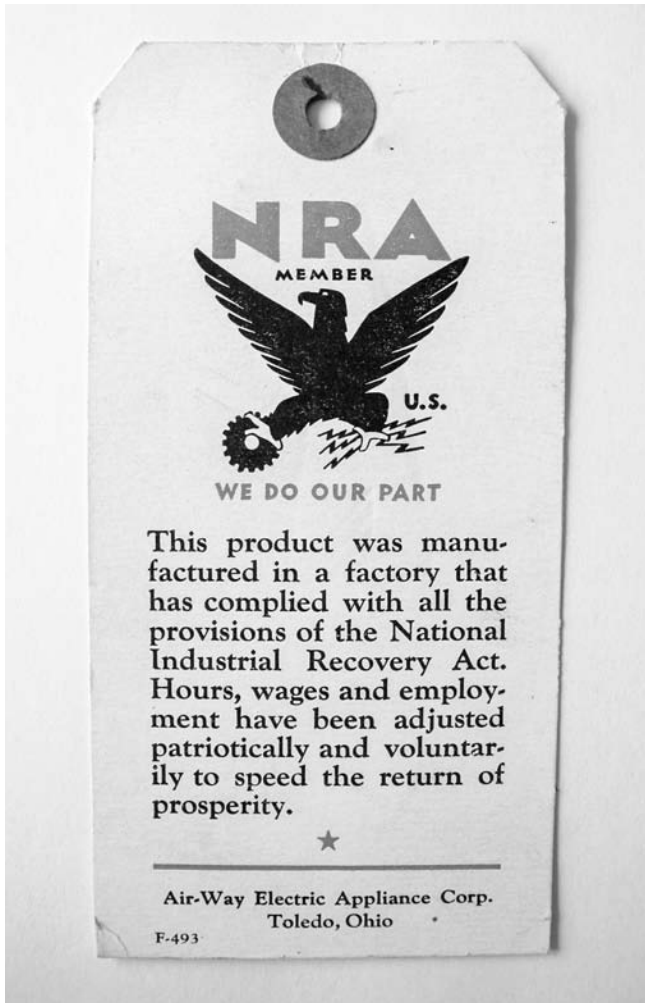 NRA
MEMBER
U.S.
WE DO OUR PART
This product was manu-
factured in a factory that
has complied with all the
provisions of the National
Industrial Recovery Act.
Hours, wages and employ-
ment have been adjusted
patriotically and voluntar-
ily to speed the return of
prosperity.
Air-Way Electric Appliance Corp.
Toledo, Ohio
F-493